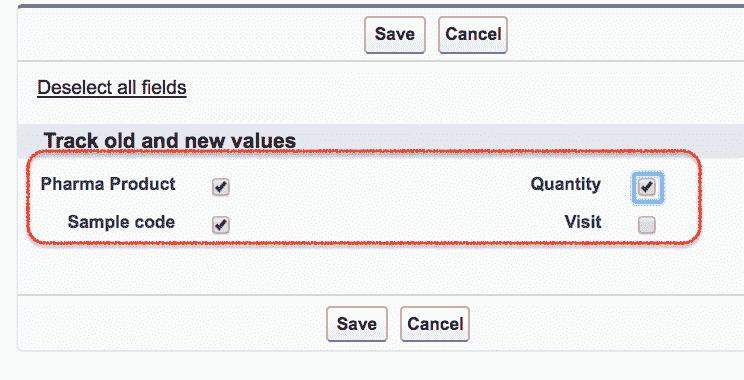 Save Cancel
Deselect all fields
Track old and new values
Pharma Product Quantity
Sample code Visit
Save Cancel